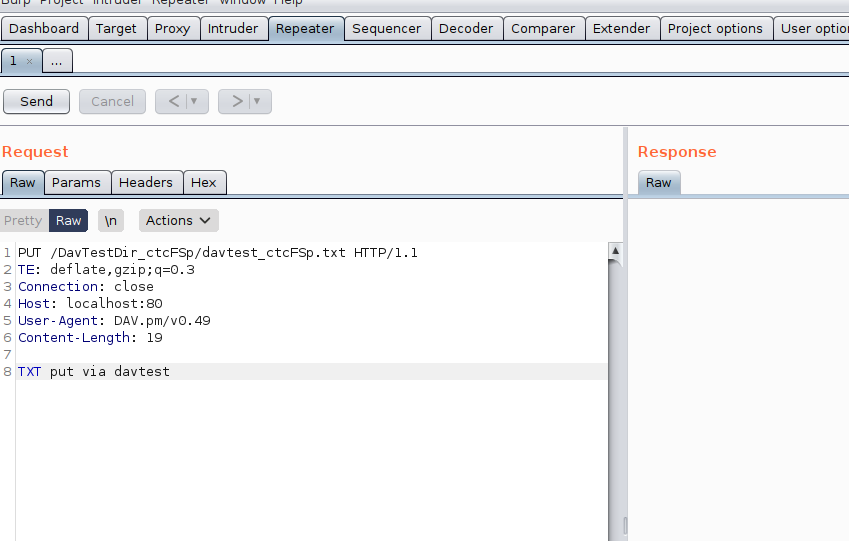 Burp Project Intruder Repeater Window Help
Dashboard Target Proxy Intruder Repeater Sequencer Decoder Comparer Extender Project options User option
1 × ...
Send Cancel < ▼ > ▼
Request
Response
Raw Params Headers Hex
Raw
Pretty Raw \n Actions
1 PUT /DavTestDir_ctcFSp/davtest_ctcFSp.txt HTTP/1.1
2 TE: deflate,gzip;q=0.3
3 Connection: close
4 Host: localhost:80
5 User-Agent: DAV.pm/v0.49
6 Content-Length: 19
7
8 TXT put via davtest